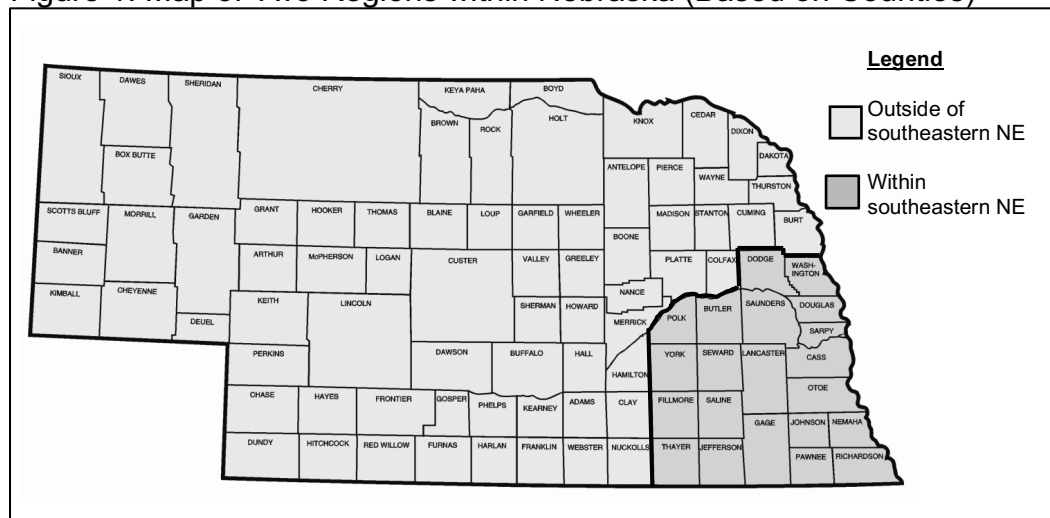 Figure 1. Map of Two Regions within Nebraska (Based on Counties)
Legend
Outside of
southeastern NE
Within
southeastern NE
SIOUX
DAWES
SHERIDAN
CHERRY
KEYA PAHA
BOYD
BROWN
ROCK
HOLT
KNOX
CEDAR
DIXON
DAKOTA
BOX BUTTE
ANTELOPE
PIERCE
WAYNE
THURSTON
SCOTTS BLUFF
MORRILL
GARDEN
GRANT
HOOKER
THOMAS
BLAINE
LOUP
GARFIELD
WHEELER
BOONE
MADISON
STANTON
CUMING
BURT
BANNER
ARTHUR
McPHERSON
LOGAN
CUSTER
VALLEY
GREELEY
PLATTE
COLFAX
DODGE
WASH-
INGTON
KIMBALL
CHEYENNE
DEUEL
KEITH
LINCOLN
SHERMAN
HOWARD
NANCE
MERRICK
POLK
BUTLER
SAUNDERS
DOUGLAS
SARPY
PERKINS
DAWSON
BUFFALO
HALL
HAMILTON
YORK
SEWARD
LANCASTER
CASS
OTOE
CHASE
HAYES
FRONTIER
GOSPER
PHELPS
KEARNEY
ADAMS
CLAY
FILLMORE
SALINE
GAGE
JOHNSON
NEMAHA
DUNDY
HITCHCOCK
RED WILLOW
FURNAS
HARLAN
FRANKLIN
WEBSTER
NUCKOLLS
THAYER
JEFFERSON
PAWNEE
RICHARDSON